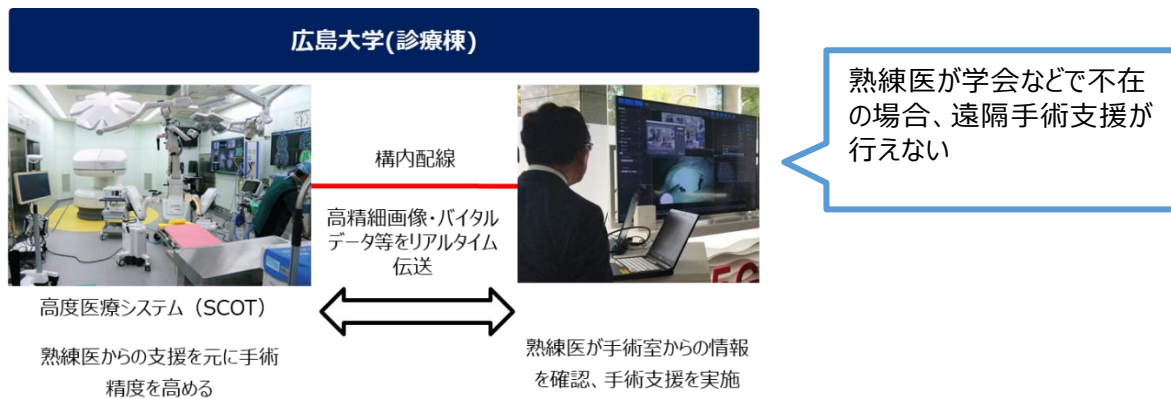 広島大学(診療棟)
熟練医が学会などで不在
の場合、遠隔手術支援が
行えない
構内配線
高精細画像・バイタル
データ等をリアルタイム
伝送
高度医療システム（SCOT）
熟練医からの支援を元に手術
精度を高める
熟練医が手術室からの情報
を確認、手術支援を実施
5G